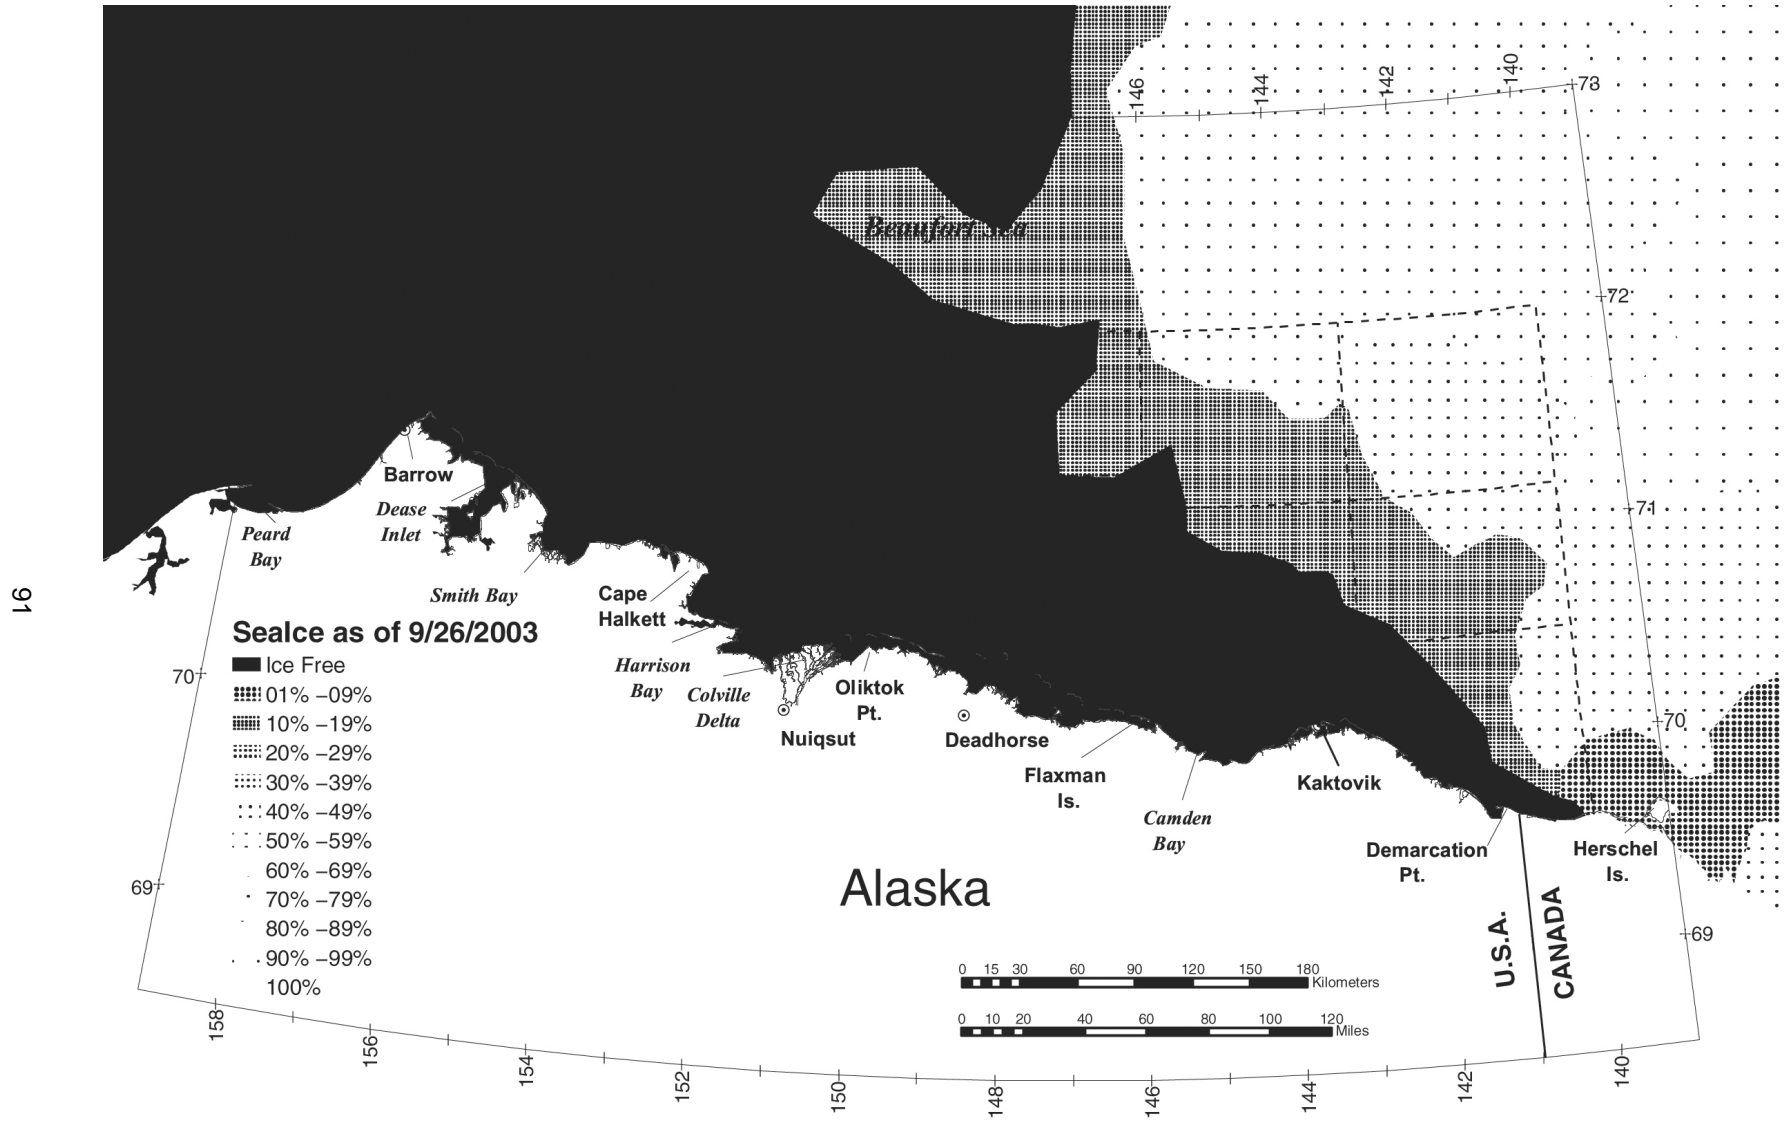 146
144
142
140
73
Beaufort Sea
72
71
70
69
Barrow
Dease
Inlet
Peard
Bay
Smith Bay
Cape
Halkett
Harrison
Bay
Colville
Delta
Oliktok
Pt.
Nuiqsut
Deadhorse
Flaxman
Is.
Camden
Bay
Kaktovik
Demarcation
Pt.
Herschel
Is.
91
SeaIce as of 9/26/2003
Ice Free
01% –09%
10% –19%
20% –29%
30% –39%
40% –49%
50% –59%
60% –69%
70% –79%
80% –89%
90% –99%
100%
70
69
Alaska
U.S.A.
CANADA
0 15 30 60 90 120 150 180
Kilometers
0 10 20 40 60 80 100 120
Miles
158
156
154
152
150
148
146
144
142
140